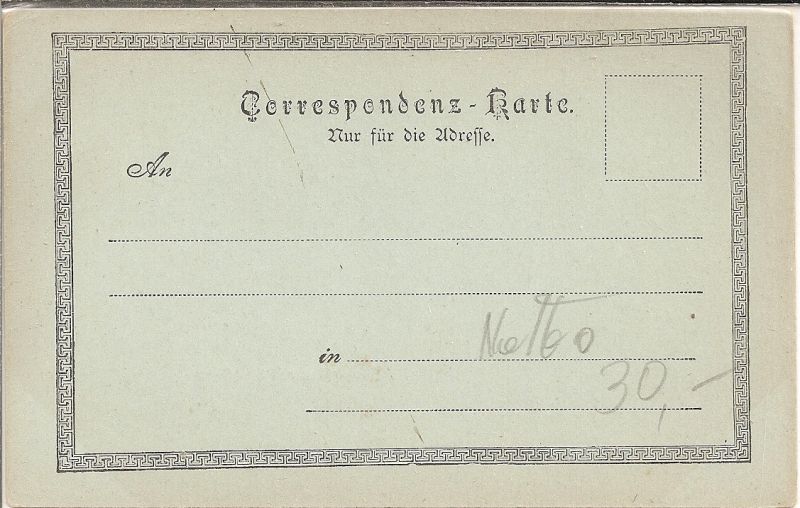 Correspondenz-Karte.
Nur für die Adresse.
An
in
Netto
30,-